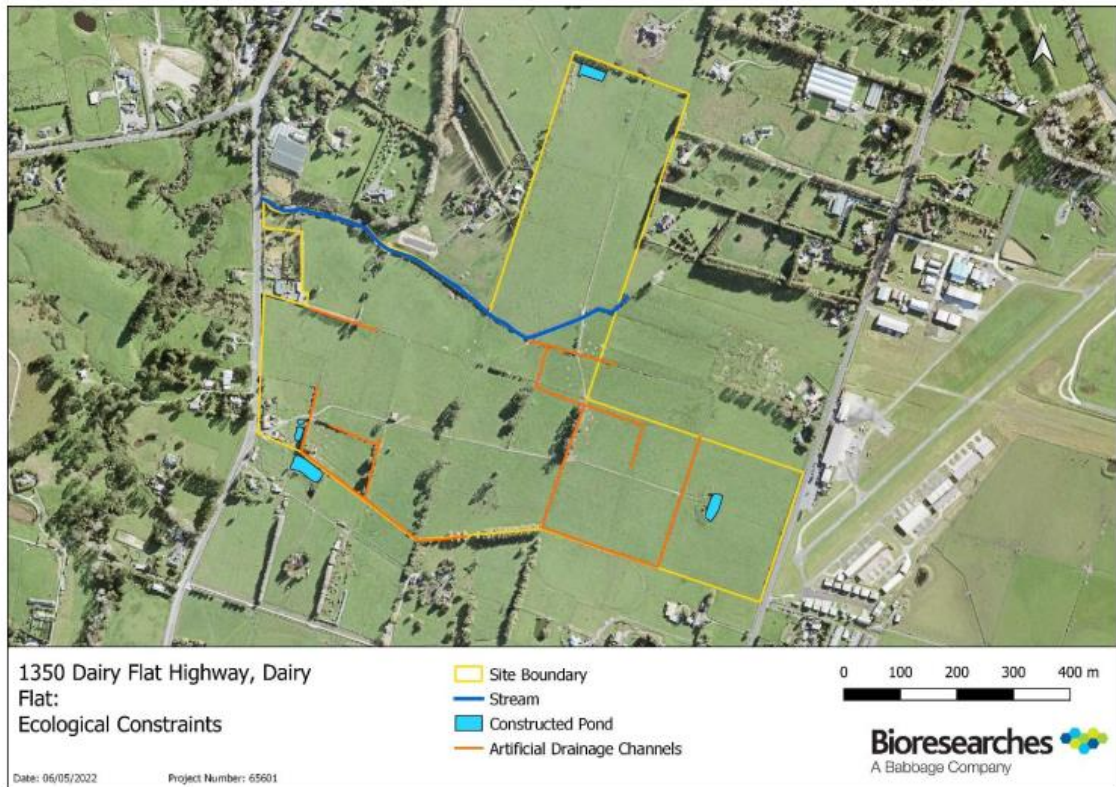 1350 Dairy Flat Highway, Dairy
Flat:
Ecological Constraints
Date: 06/05/2022
Project Number: 65601
Site Boundary
Stream
Constructed Pond
Artificial Drainage Channels
0 100 200 300 400 m
Bioresearches
A Babbage Company